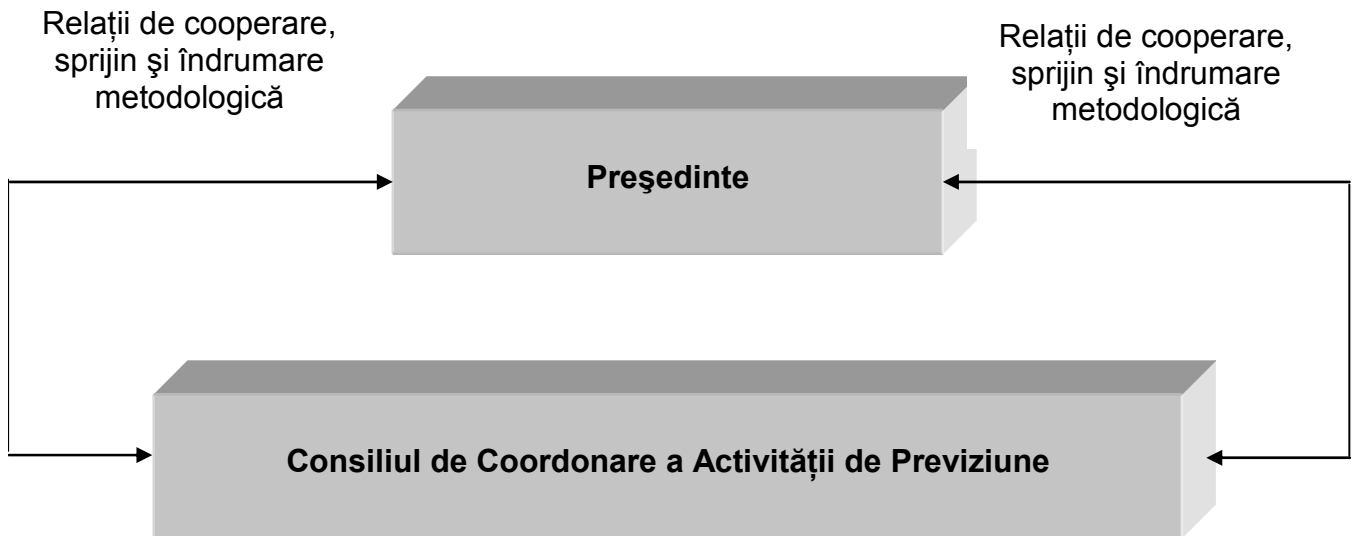 Relații de cooperare,
sprijin şi îndrumare
metodologică
Relații de cooperare,
sprijin şi îndrumare
metodologică
Preşedinte
Consiliul de Coordonare a Activității de Previziune